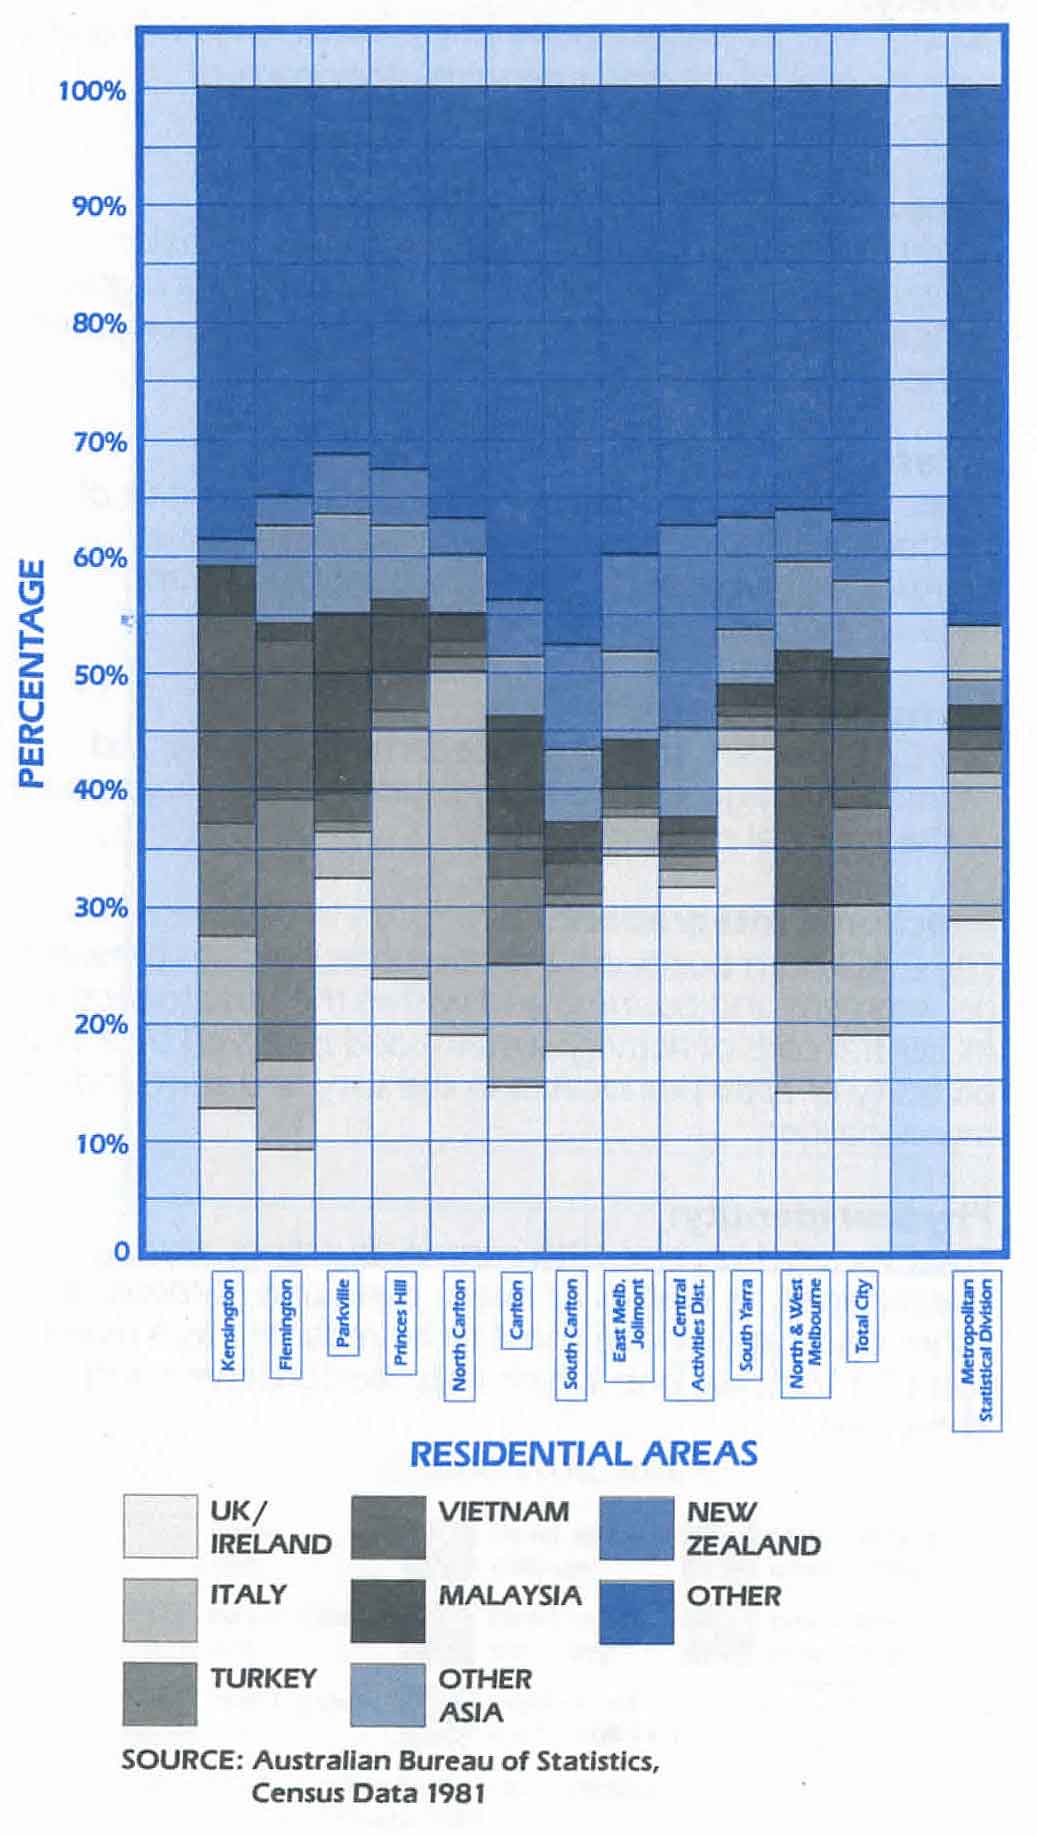 100%
90%
80%
70%
60%
50%
40%
30%
20%
10%
0
PERCENTAGE
Kensington
Flemington
Parkville
Princes Hill
North Carlton
Carlton
South Carlton
East Melb.
Jolimont
Central
Activities Dist.
South Yarra
North & West
Melbourne
Total City
Metropolitan
Statistical Division
RESIDENTIAL AREAS
UK/
IRELAND
ITALY
TURKEY
VIETNAM
MALAYSIA
OTHER
ASIA
NEW
ZEALAND
OTHER
SOURCE: Australian Bureau of Statistics,
Census Data 1981